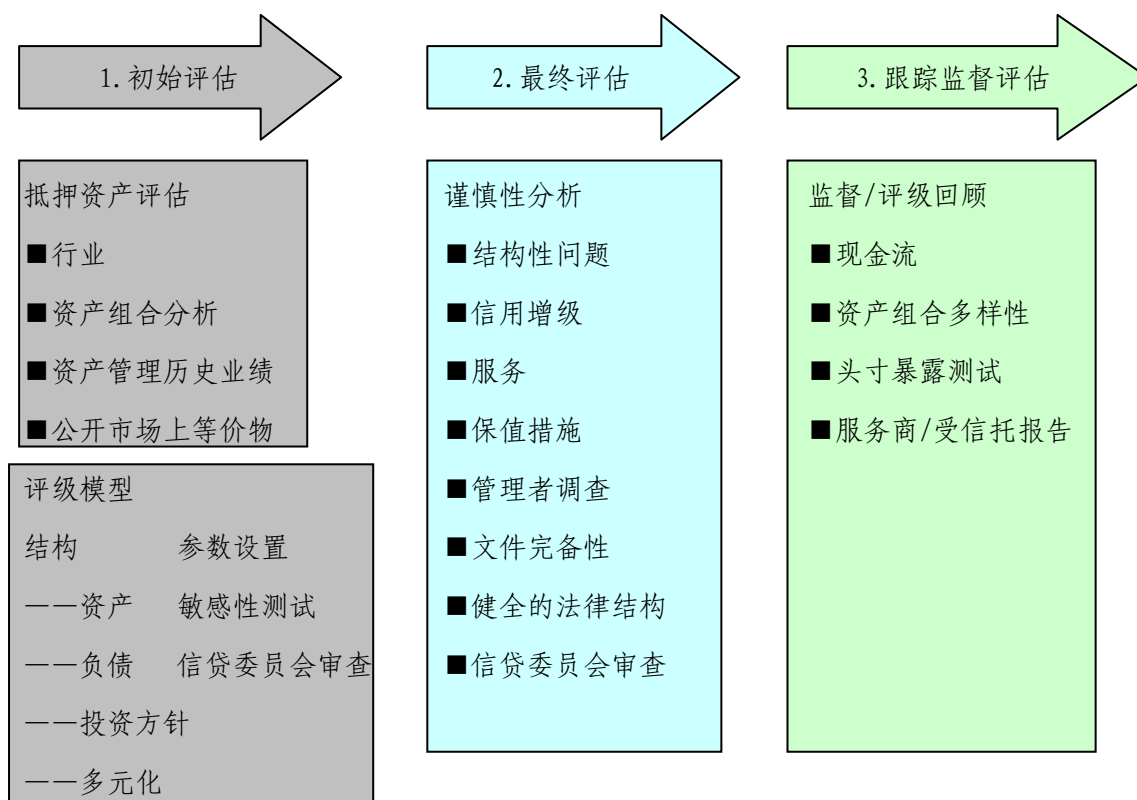 1.初始评估
抵押资产评估
■行业
■资产组合分析
■资产管理历史业绩
■公开市场上等价物
评级模型
结构 参数设置
——资产 敏感性测试
——负债 信贷委员会审查
——投资方针
——多元化
2.最终评估
谨慎性分析
■结构性问题
■信用增级
■服务
■保值措施
■管理者调查
■文件完备性
■健全的法律结构
■信贷委员会审查
3.跟踪监督评估
监督/评级回顾
■现金流
■资产组合多样性
■头寸暴露测试
■服务商/受信托报告